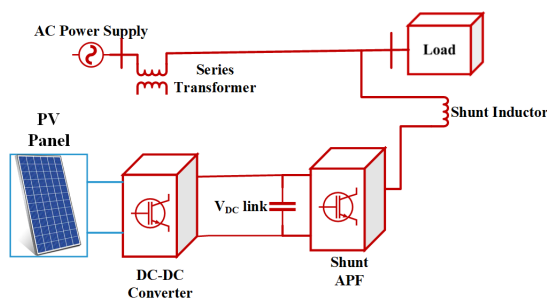 AC Power Supply
Load
Series
Transformer
Shunt Inductor
PV
Panel
VDC link
DC-DC
Converter
Shunt
APF